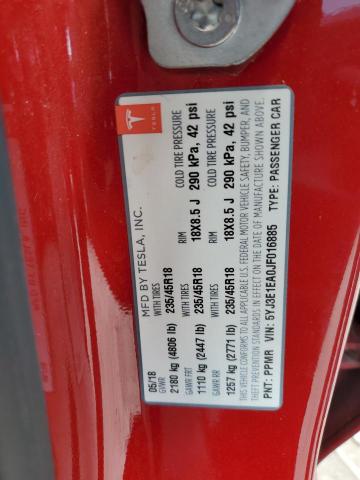 TESLA
MFD BY TESLA, INC.
05/18 WITH TIRES RIM COLD TIRE PRESSURE
GVWR
2180 kg (4806 lb) 235/45R18 18X8.5 J 290 kPa, 42 psi
GAWR FRT WITH TIRES RIM COLD TIRE PRESSURE
1110 kg (2447 lb) 235/45R18 18X8.5 J 290 kPa, 42 psi
GAWR RR WITH TIRES
1257 kg (2771 lb) 235/45R18 18X8.5 J 290 kPa, 42 psi
THIS VEHICLE CONFORMS TO ALL APPLICABLE U.S. FEDERAL MOTOR VEHICLE SAFETY, BUMPER, AND
THEFT PREVENTION STANDARDS IN EFFECT ON THE DATE OF MANUFACTURE SHOWN ABOVE.
PNT: PPMR VIN: 5YJ3E1EA0JF016885 TYPE: PASSENGER CAR